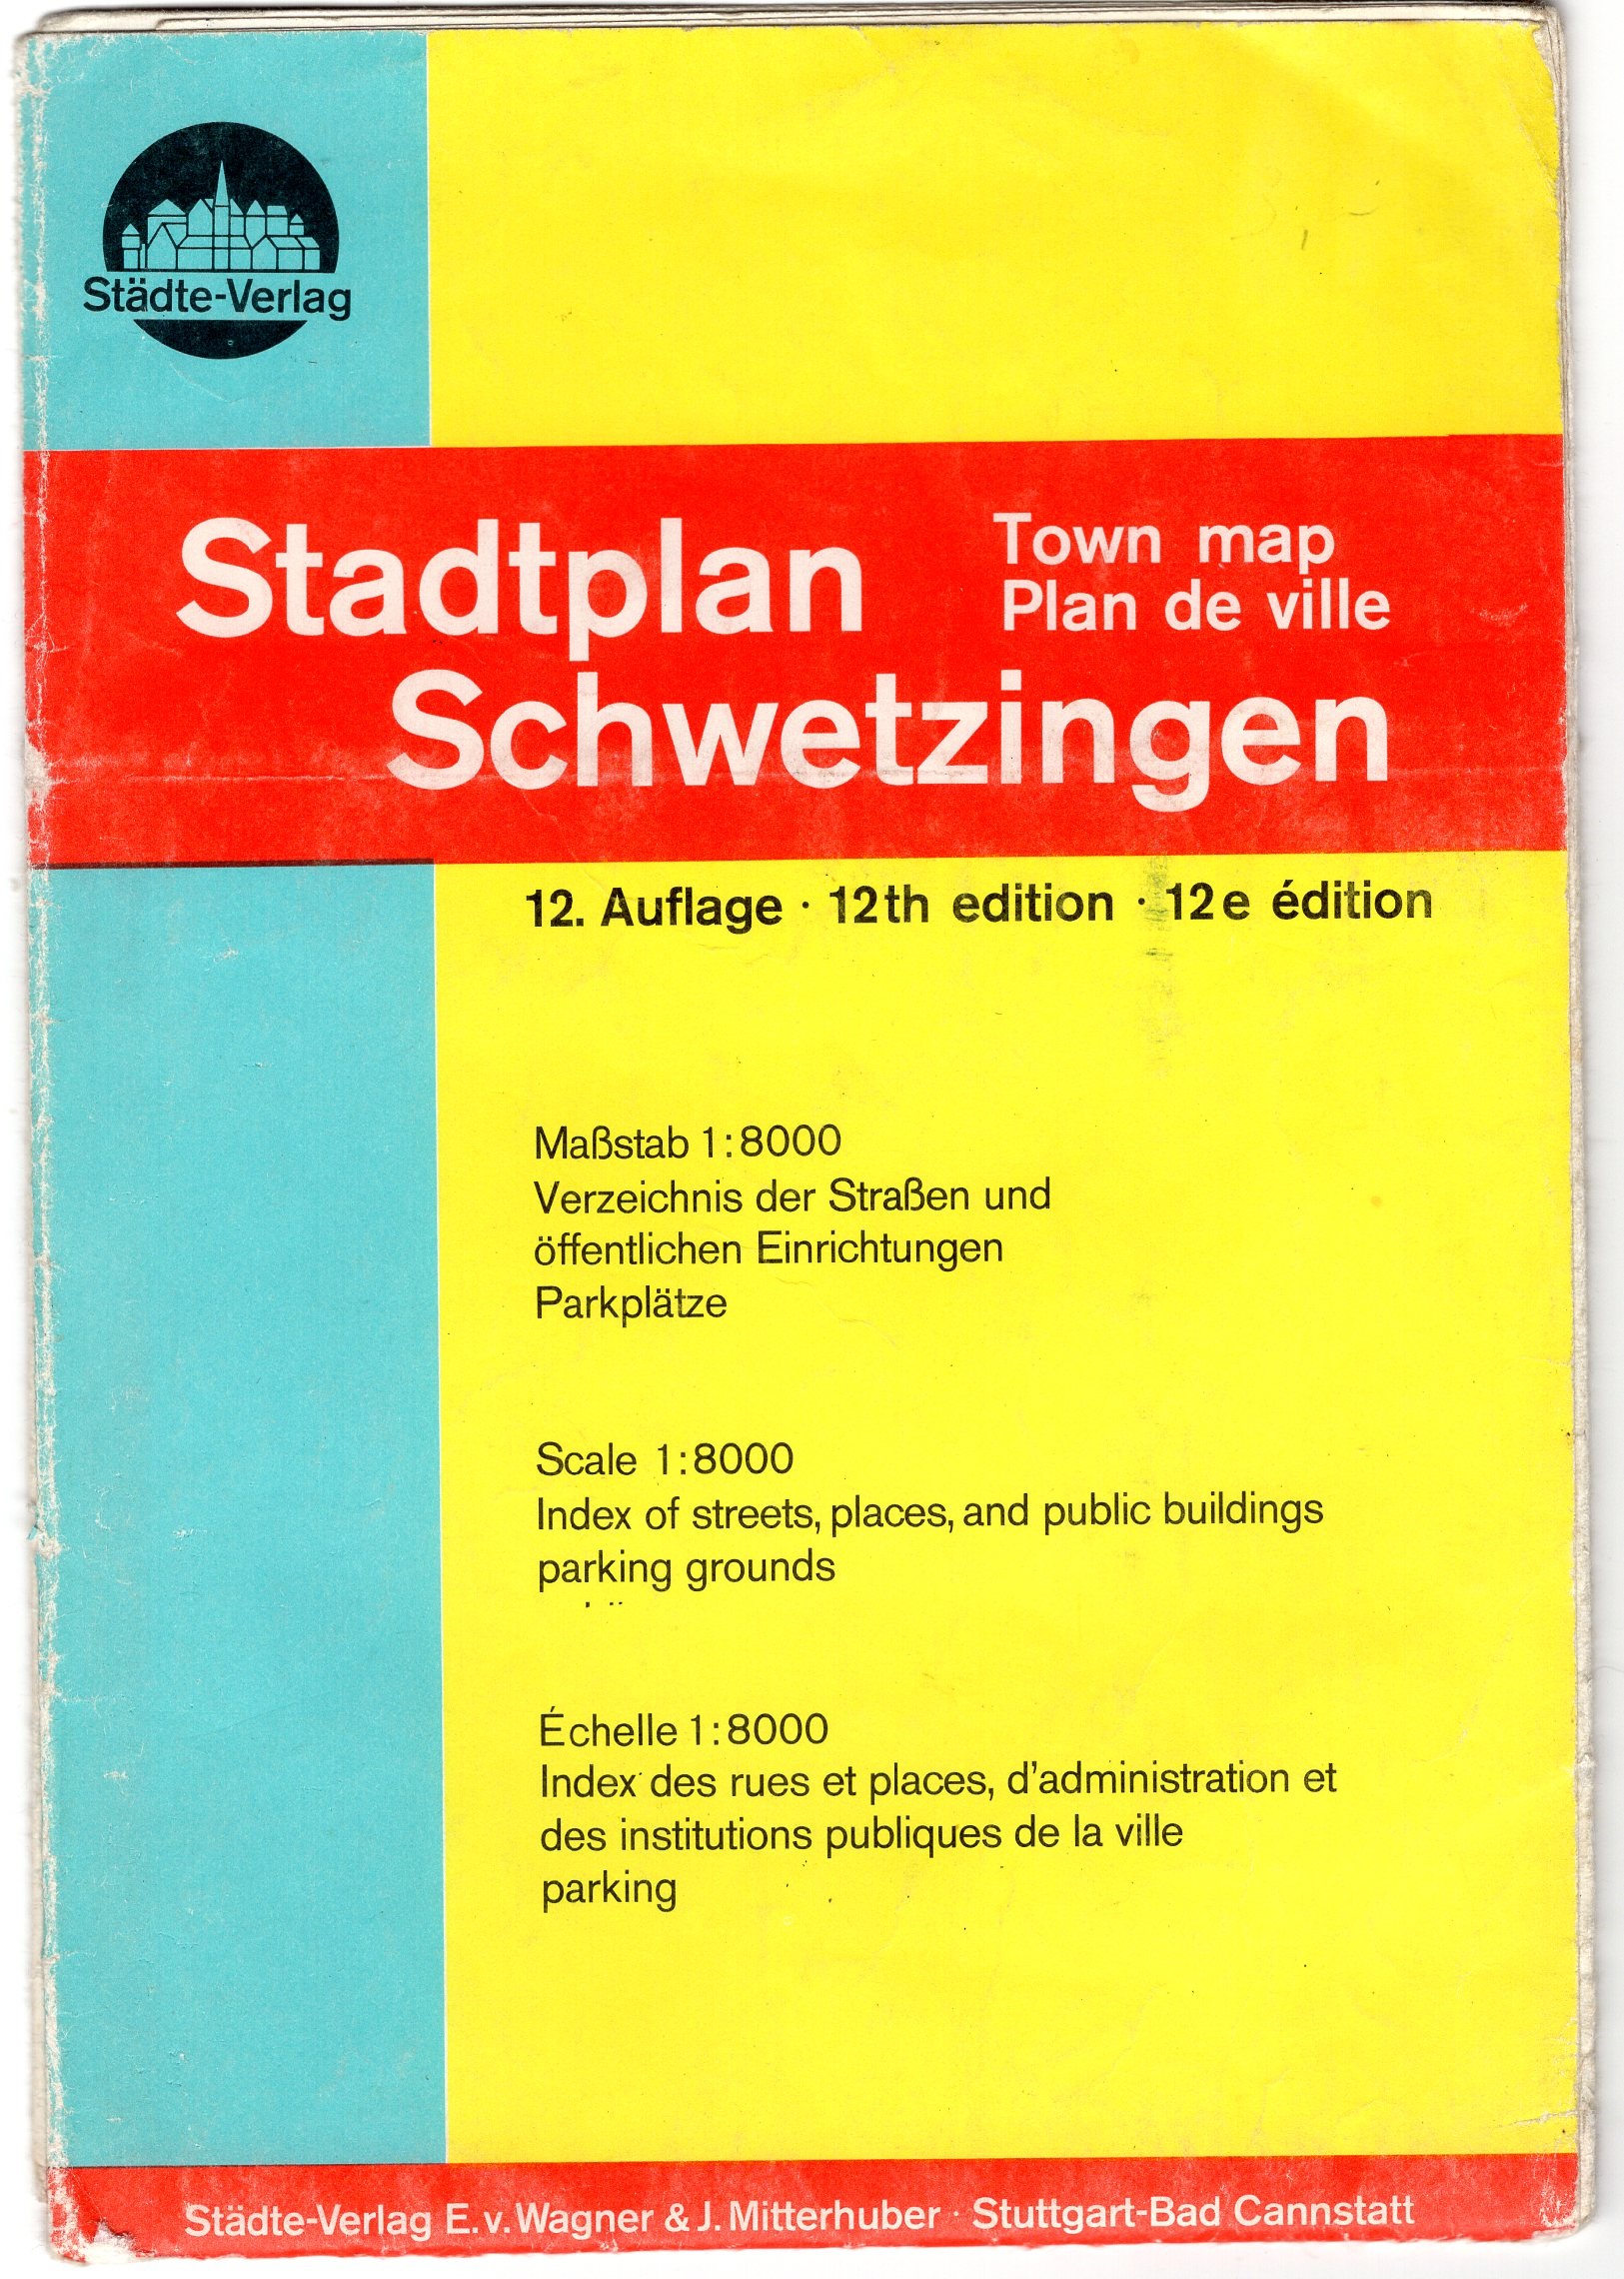 Städte-Verlag
Stadtplan
Town map
Plan de ville
Schwetzingen
12. Auflage · 12th edition · 12e édition
Maßstab 1:8000
Verzeichnis der Straßen und
öffentlichen Einrichtungen
Parkplätze
Scale 1:8000
Index of streets, places, and public buildings
parking grounds
Échelle 1:8000
Index des rues et places, d'administration et
des institutions publiques de la ville
parking
Städte-Verlag E. v. Wagner & J. Mitterhuber · Stuttgart-Bad Cannstatt